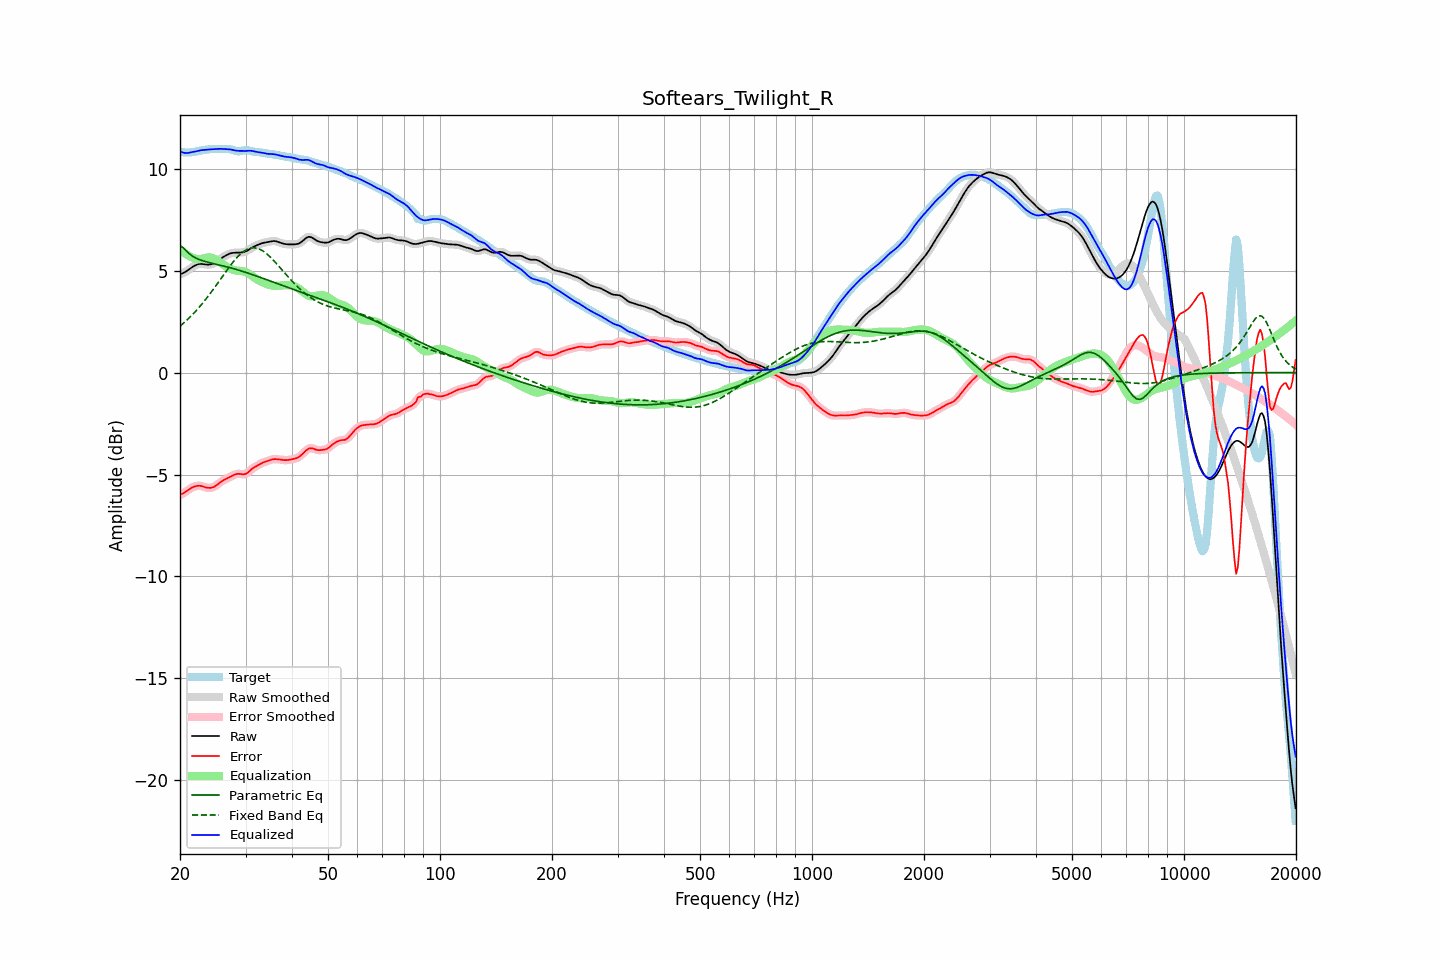 Softears_Twilight_R
Amplitude (dBr)
10
5
0
−5
−10
−15
−20
Target
Raw Smoothed
Error Smoothed
Raw
Error
Equalization
Parametric Eq
Fixed Band Eq
Equalized
20 50 100 200 500 1000 2000 5000 10000 20000
Frequency (Hz)